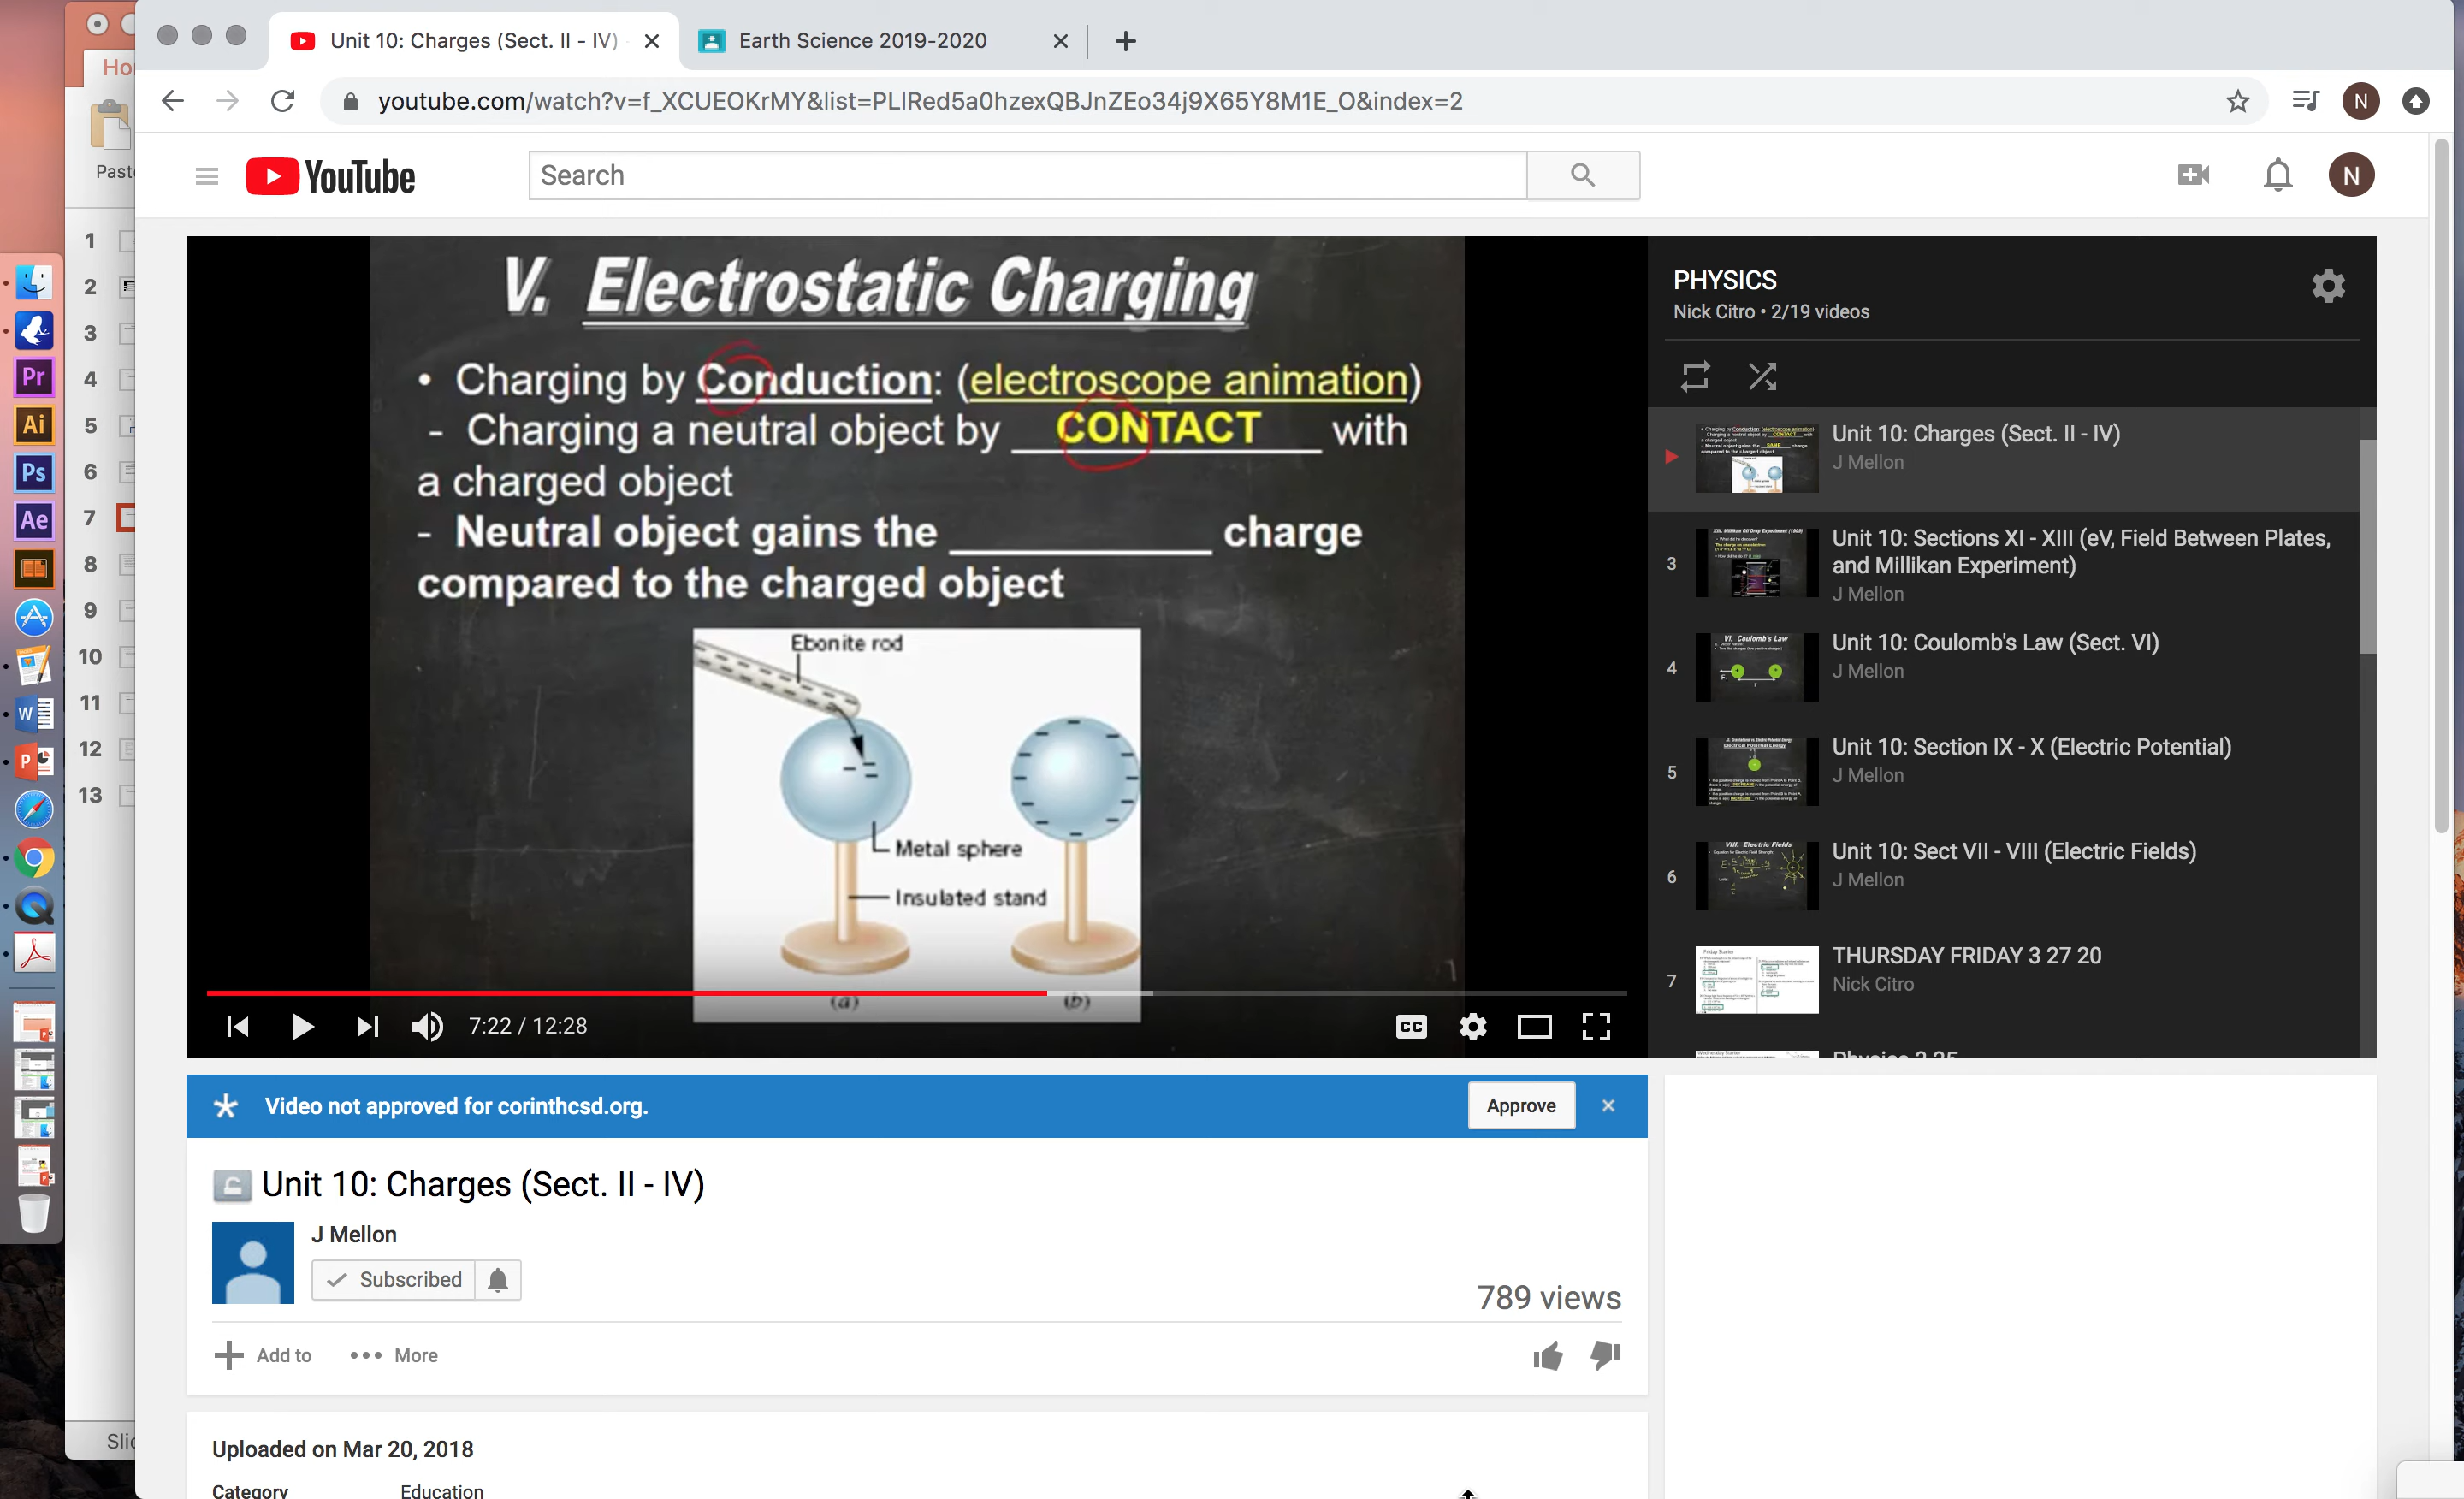 Unit 10: Charges (Sect. II - IV)
Earth Science 2019-2020
youtube.com/watch?v=f_XCUEOKrMY&list=PLlRed5a0hzexQBJnZEo34j9X65Y8M1E_O&index=2
N
YouTube
Search
N
1
2
3
4
5
6
7
8
9
10
11
12
13
Pr
Ai
Ps
Ae
W
P
V. Electrostatic Charging
• Charging by Conduction: (electroscope animation)
- Charging a neutral object by CONTACT with
a charged object
- Neutral object gains the __________ charge
compared to the charged object
Ebonite rod
Metal sphere
Insulated stand
(a)
(b)
7:22 / 12:28
CC
PHYSICS
Nick Citro • 2/19 videos
Unit 10: Charges (Sect. II - IV)
J Mellon
3
Unit 10: Sections XI - XIII (eV, Field Between Plates,
and Millikan Experiment)
J Mellon
4
Unit 10: Coulomb's Law (Sect. VI)
J Mellon
5
Unit 10: Section IX - X (Electric Potential)
J Mellon
6
Unit 10: Sect VII - VIII (Electric Fields)
J Mellon
7
THURSDAY FRIDAY 3 27 20
Nick Citro
Video not approved for corinthcsd.org.
Approve
Unit 10: Charges (Sect. II - IV)
J Mellon
Subscribed
789 views
Add to
More
Uploaded on Mar 20, 2018
Category
Education